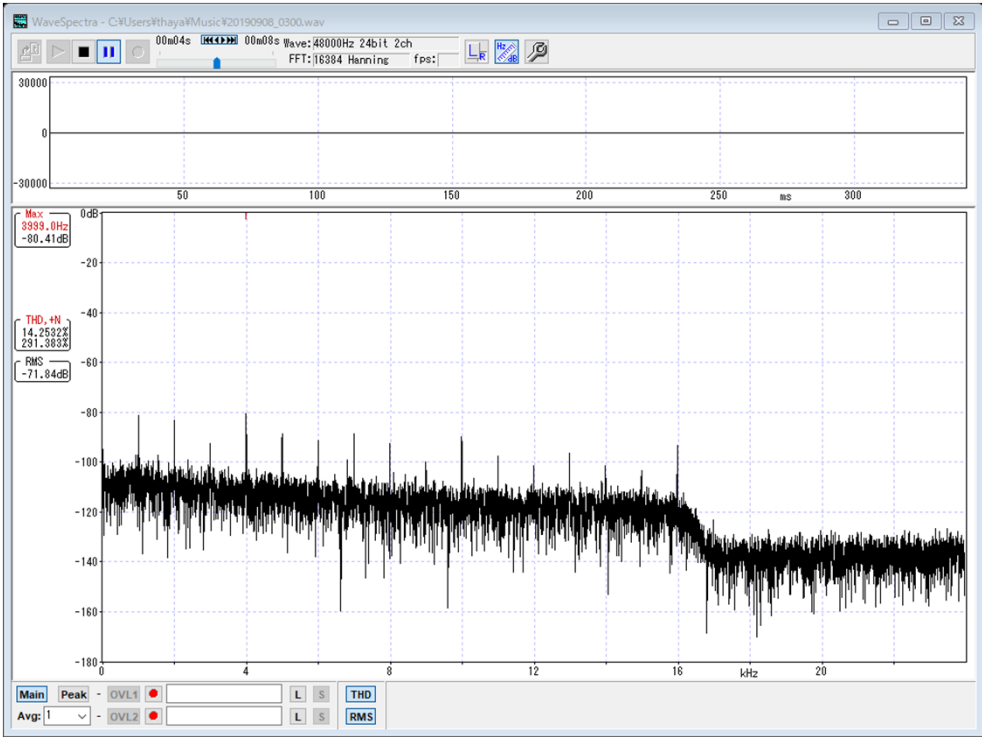 WaveSpectra - C:¥Users¥thaya¥Music¥20190908_0300.wav
00m04s 00m08s Wave: 48000Hz 24bit 2ch
FFT: 16384 Hanning fps:
L R
Hz dB
30000
0
-30000
50 100 150 200 250 ms 300
Max
3999.0Hz
-80.41dB
THD,+N
14.2532%
291.383%
RMS
-71.84dB
0dB
-20
-40
-60
-80
-100
-120
-140
-160
-180
0 4 8 12 16 kHz 20
Main Peak - OVL1 L S THD
Avg: 1 - OVL2 L S RMS